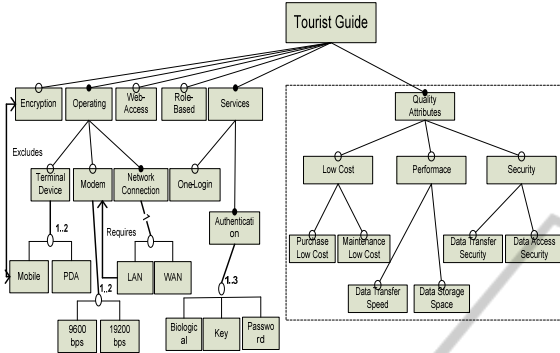 Tourist Guide
Encryption
Operating
Web-
Access
Role-
Based
Services
Quality
Attributes
Excludes
Terminal
Device
Modem
Network
Connection
One-Login
Low Cost
Performace
Security
1..2
Requires
Authenticati
on
Purchase
Low Cost
Maintenance
Low Cost
Data Transfer
Security
Data Access
Security
Mobile
PDA
1..2
LAN
WAN
1..3
Data Transfer
Speed
Data Storage
Space
9600
bps
19200
bps
Biologic
al
Key
Passwo
rd